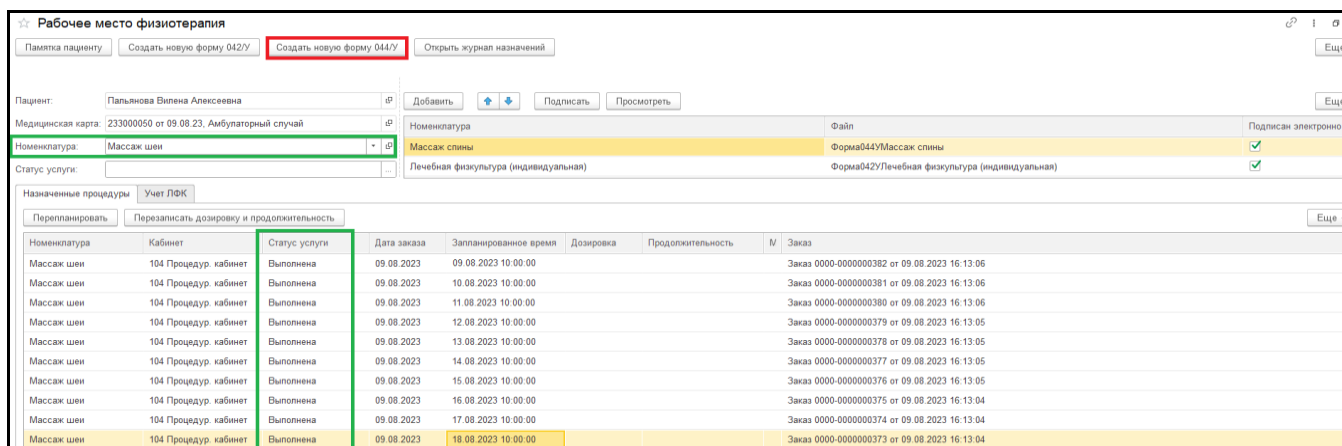 Рабочее место физиотерапия
Памятка пациенту Создать новую форму 042/У Создать новую форму 044/У Открыть журнал назначений Еще
Пациент: Пальянова Вилена Алексеевна
Медицинская карта: 233000050 от 09.08.23, Амбулаторный случай
Номенклатура: Массаж шеи
Статус услуги: ...
Добавить Подписать Просмотреть Еще
Номенклатура Файл Подписан электронно
Массаж спины Форма044УМассаж спины
Лечебная физкультура (индивидуальная) Форма042УЛечебная физкультура (индивидуальная)
Назначенные процедуры Учет ЛФК
Перепланировать Перезаписать дозировку и продолжительность Еще
Номенклатура Кабинет Статус услуги Дата заказа Запланированное время Дозировка Продолжительность М Заказ
Массаж шеи 104 Процедур. кабинет Выполнена 09.08.2023 09.08.2023 10:00:00 Заказ 0000-0000000382 от 09.08.2023 16:13:06
Массаж шеи 104 Процедур. кабинет Выполнена 09.08.2023 10.08.2023 10:00:00 Заказ 0000-0000000381 от 09.08.2023 16:13:06
Массаж шеи 104 Процедур. кабинет Выполнена 09.08.2023 11.08.2023 10:00:00 Заказ 0000-0000000380 от 09.08.2023 16:13:06
Массаж шеи 104 Процедур. кабинет Выполнена 09.08.2023 12.08.2023 10:00:00 Заказ 0000-0000000379 от 09.08.2023 16:13:05
Массаж шеи 104 Процедур. кабинет Выполнена 09.08.2023 13.08.2023 10:00:00 Заказ 0000-0000000378 от 09.08.2023 16:13:05
Массаж шеи 104 Процедур. кабинет Выполнена 09.08.2023 14.08.2023 10:00:00 Заказ 0000-0000000377 от 09.08.2023 16:13:05
Массаж шеи 104 Процедур. кабинет Выполнена 09.08.2023 15.08.2023 10:00:00 Заказ 0000-0000000376 от 09.08.2023 16:13:05
Массаж шеи 104 Процедур. кабинет Выполнена 09.08.2023 16.08.2023 10:00:00 Заказ 0000-0000000375 от 09.08.2023 16:13:04
Массаж шеи 104 Процедур. кабинет Выполнена 09.08.2023 17.08.2023 10:00:00 Заказ 0000-0000000374 от 09.08.2023 16:13:04
Массаж шеи 104 Процедур. кабинет Выполнена 09.08.2023 18.08.2023 10:00:00 Заказ 0000-0000000373 от 09.08.2023 16:13:04